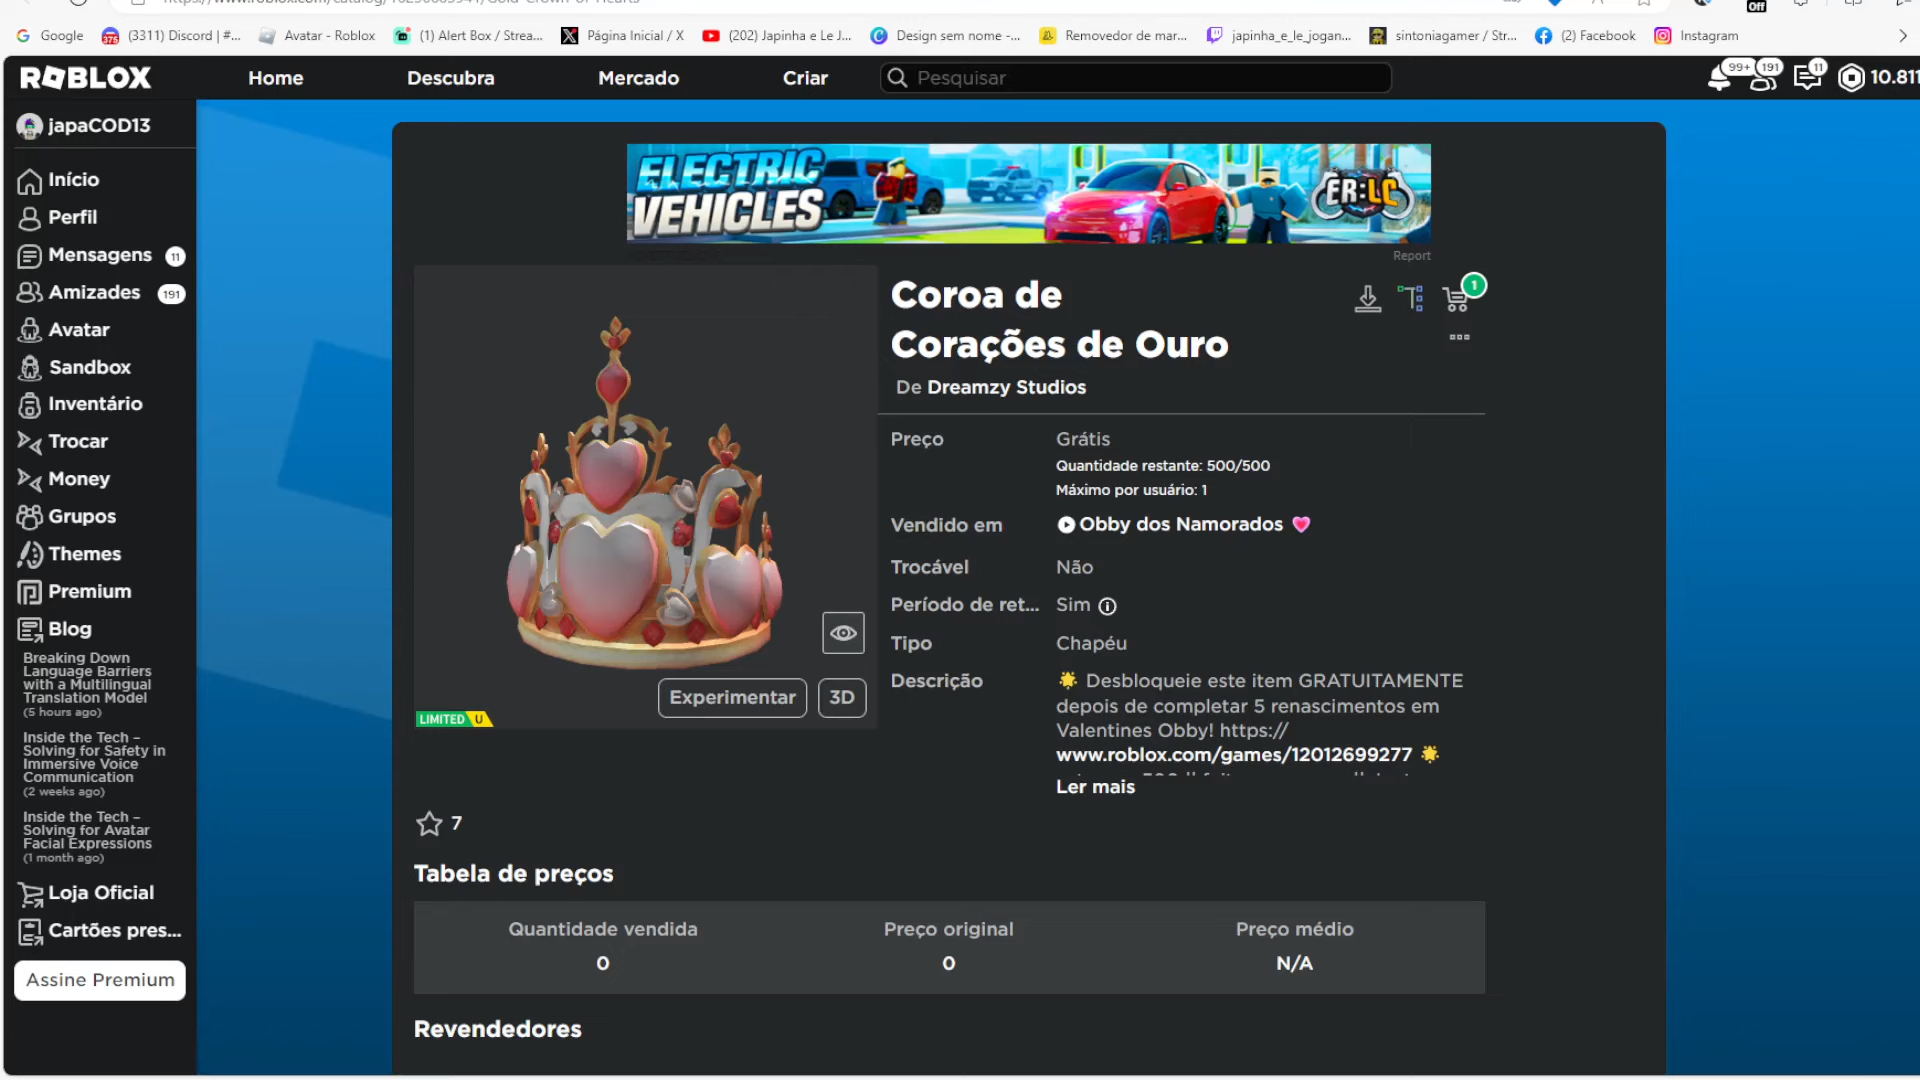 Google
(3311) Discord | #...
Avatar - Roblox
(1) Alert Box / Strea...
Página Inicial / X
(202) Japinha e Le J...
Design sem nome -...
Removedor de mar...
japinha_e_le_jogan...
sintoniagamer / Str...
(2) Facebook
Instagram
Off
ROBLOX
Home
Descubra
Mercado
Criar
Pesquisar
99+
191
11
10.811
japaCOD13
Início
Perfil
Mensagens 11
Amizades 191
Avatar
Sandbox
Inventário
Trocar
Money
Grupos
Themes
Premium
Blog
Breaking Down
Language Barriers
with a Multilingual
Translation Model
(5 hours ago)
Inside the Tech –
Solving for Safety in
Immersive Voice
Communication
(2 weeks ago)
Inside the Tech –
Solving for Avatar
Facial Expressions
(1 month ago)
Loja Oficial
Cartões pres...
Assine Premium
ELECTRIC
VEHICLES
ER:LC
Report
Coroa de
Corações de Ouro
1
De Dreamzy Studios
Preço
Grátis
Quantidade restante: 500/500
Máximo por usuário: 1
Vendido em
Obby dos Namorados 💗
Trocável
Não
Período de ret...
Sim
Tipo
Chapéu
Descrição
🌟 Desbloqueie este item GRATUITAMENTE
depois de completar 5 renascimentos em
Valentines Obby! https://
www.roblox.com/games/12012699277 🌟
Ler mais
Experimentar
3D
LIMITED U
7
Tabela de preços
Quantidade vendida
0
Preço original
0
Preço médio
N/A
Revendedores